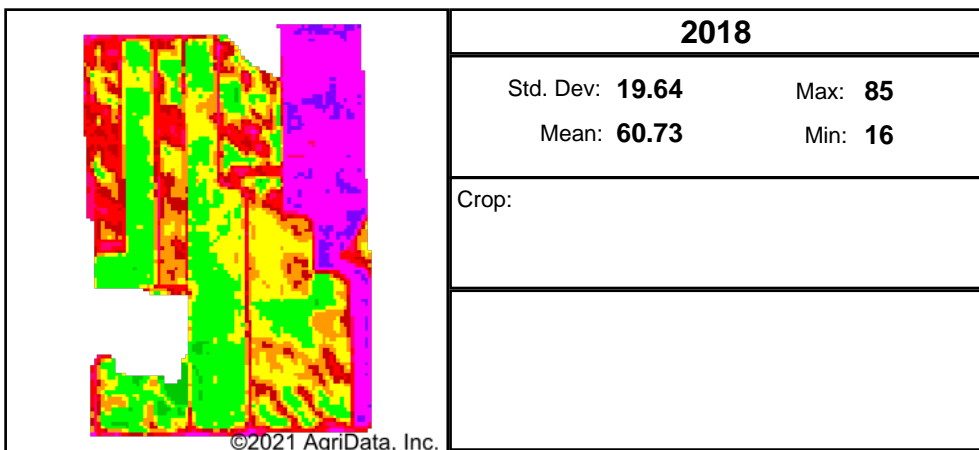 2018
Std. Dev: 19.64 Max: 85
Mean: 60.73 Min: 16
Crop:
©2021 AgriData, Inc.